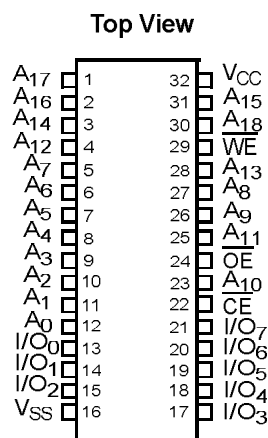 Top View
A17 1 32 VCC
A16 2 31 A15
A14 3 30 A18
A12 4 29 WE
A7 5 28 A13
A6 6 27 A8
A5 7 26 A9
A4 8 25 A11
A3 9 24 OE
A2 10 23 A10
A1 11 22 CE
A0 12 21 I/O7
I/O0 13 20 I/O6
I/O1 14 19 I/O5
I/O2 15 18 I/O4
VSS 16 17 I/O3